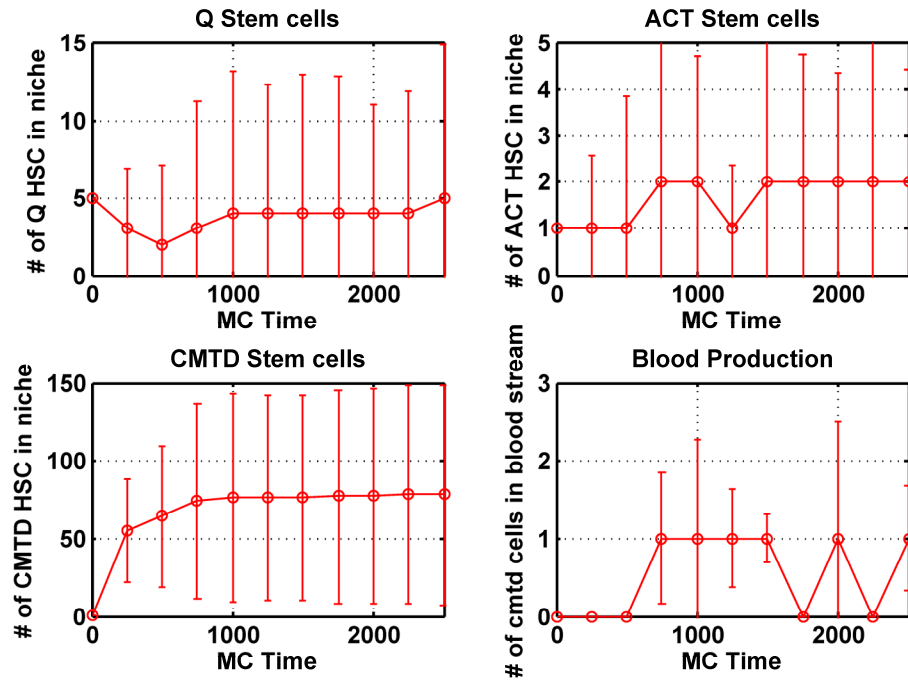 Q Stem cells
# of Q HSC in niche
15
10
5
0
0
1000
2000
MC Time
ACT Stem cells
# of ACT HSC in niche
5
4
3
2
1
0
0
1000
2000
MC Time
CMTD Stem cells
# of CMTD HSC in niche
150
100
50
0
0
1000
2000
MC Time
Blood Production
# of cmtd cells in blood stream
3
2
1
0
0
1000
2000
MC Time